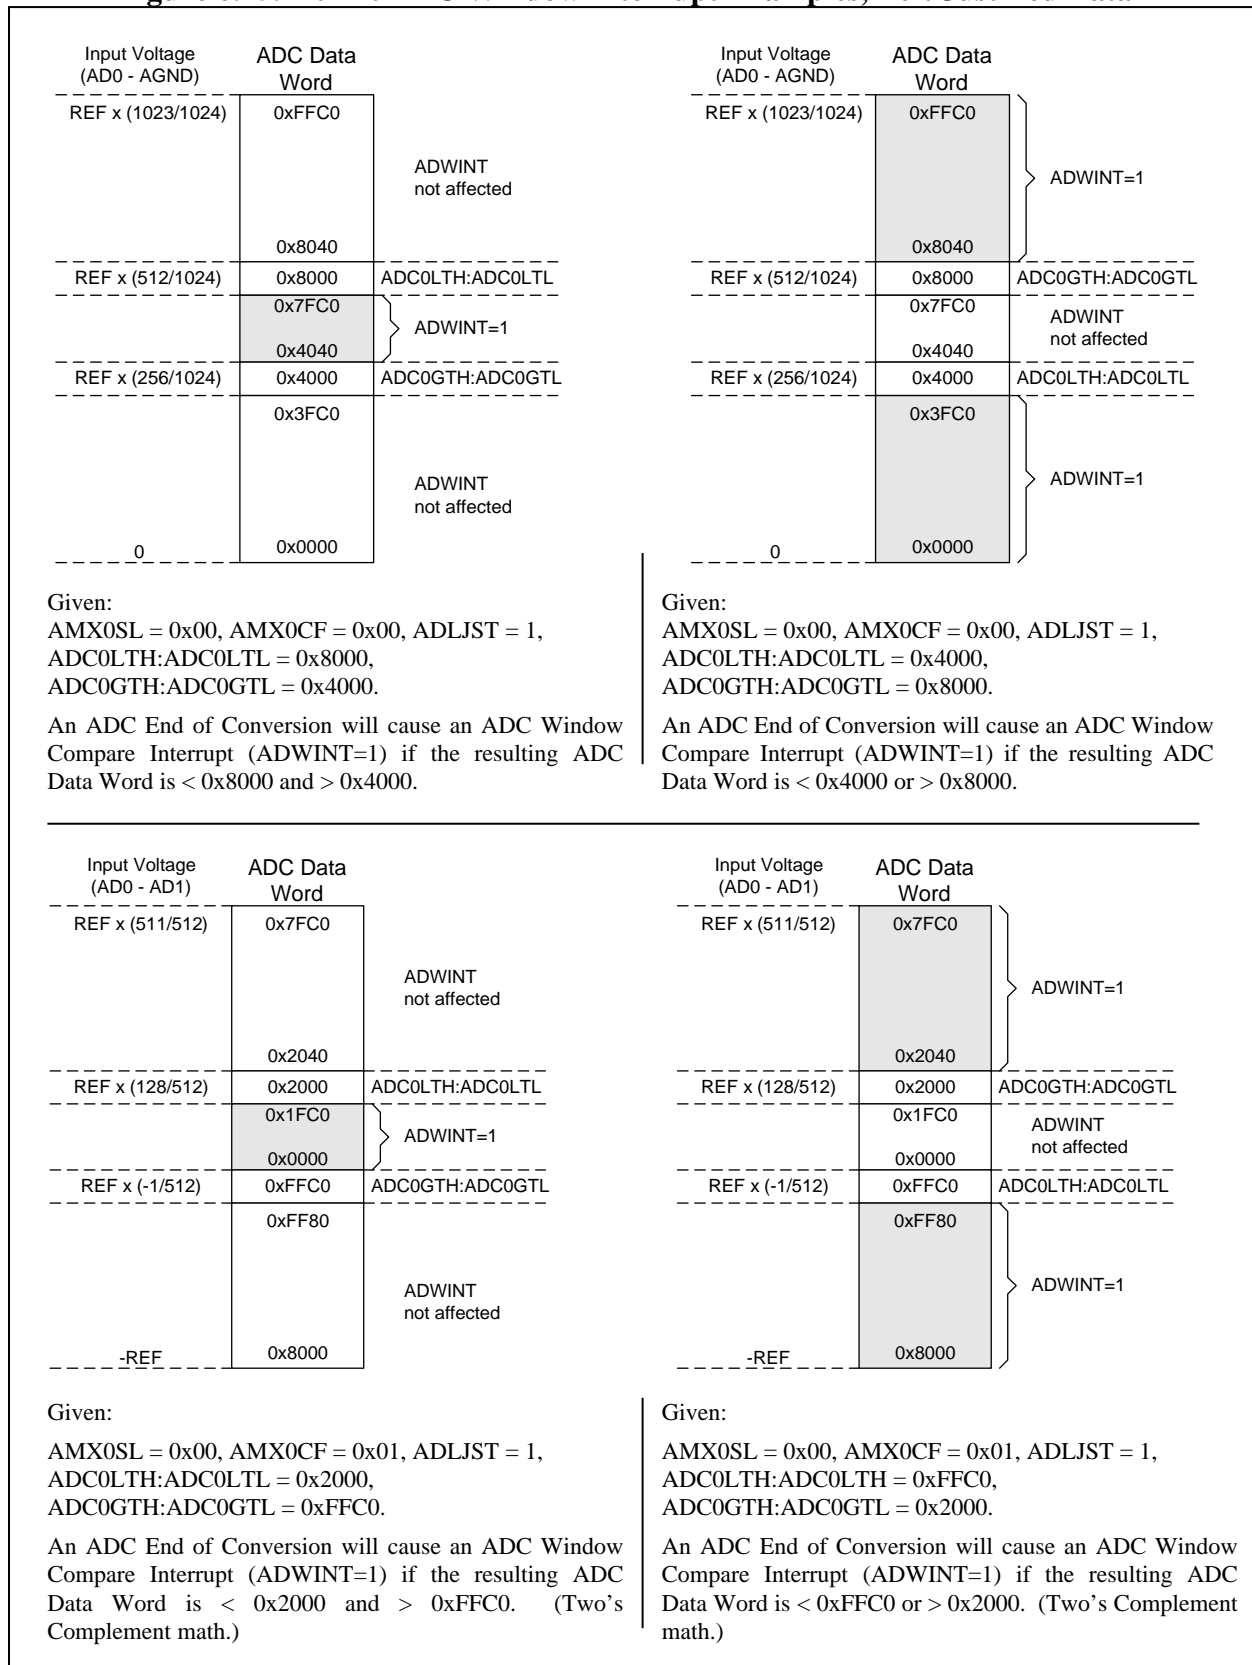 Input Voltage
(AD0 - AGND)
ADC Data
Word
REF x (1023/1024)
0xFFC0
ADWINT
not affected
0x8040
REF x (512/1024)
0x8000
ADC0LTH:ADC0LTL
0x7FC0
ADWINT=1
0x4040
REF x (256/1024)
0x4000
ADC0GTH:ADC0GTL
0x3FC0
ADWINT
not affected
0
0x0000
Given:
AMX0SL = 0x00, AMX0CF = 0x00, ADLJST = 1,
ADC0LTH:ADC0LTL = 0x8000,
ADC0GTH:ADC0GTL = 0x4000.
An ADC End of Conversion will cause an ADC Window
Compare Interrupt (ADWINT=1) if the resulting ADC
Data Word is < 0x8000 and > 0x4000.
Input Voltage
(AD0 - AGND)
ADC Data
Word
REF x (1023/1024)
0xFFC0
ADWINT=1
0x8040
REF x (512/1024)
0x8000
ADC0GTH:ADC0GTL
0x7FC0
ADWINT
not affected
0x4040
REF x (256/1024)
0x4000
ADC0LTH:ADC0LTL
0x3FC0
ADWINT=1
0
0x0000
Given:
AMX0SL = 0x00, AMX0CF = 0x00, ADLJST = 1,
ADC0LTH:ADC0LTL = 0x4000,
ADC0GTH:ADC0GTL = 0x8000.
An ADC End of Conversion will cause an ADC Window
Compare Interrupt (ADWINT=1) if the resulting ADC
Data Word is < 0x4000 or > 0x8000.
Input Voltage
(AD0 - AD1)
ADC Data
Word
REF x (511/512)
0x7FC0
ADWINT
not affected
0x2040
REF x (128/512)
0x2000
ADC0LTH:ADC0LTL
0x1FC0
ADWINT=1
0x0000
REF x (-1/512)
0xFFC0
ADC0GTH:ADC0GTL
0xFF80
ADWINT
not affected
-REF
0x8000
Given:
AMX0SL = 0x00, AMX0CF = 0x01, ADLJST = 1,
ADC0LTH:ADC0LTL = 0x2000,
ADC0GTH:ADC0GTL = 0xFFC0.
An ADC End of Conversion will cause an ADC Window
Compare Interrupt (ADWINT=1) if the resulting ADC
Data Word is < 0x2000 and > 0xFFC0. (Two's
Complement math.)
Input Voltage
(AD0 - AD1)
ADC Data
Word
REF x (511/512)
0x7FC0
ADWINT=1
0x2040
REF x (128/512)
0x2000
ADC0GTH:ADC0GTL
0x1FC0
ADWINT
not affected
0x0000
REF x (-1/512)
0xFFC0
ADC0LTH:ADC0LTL
0xFF80
ADWINT=1
-REF
0x8000
Given:
AMX0SL = 0x00, AMX0CF = 0x01, ADLJST = 1,
ADC0LTH:ADC0LTH = 0xFFC0,
ADC0GTH:ADC0GTL = 0x2000.
An ADC End of Conversion will cause an ADC Window
Compare Interrupt (ADWINT=1) if the resulting ADC
Data Word is < 0xFFC0 or > 0x2000. (Two's Complement
math.)